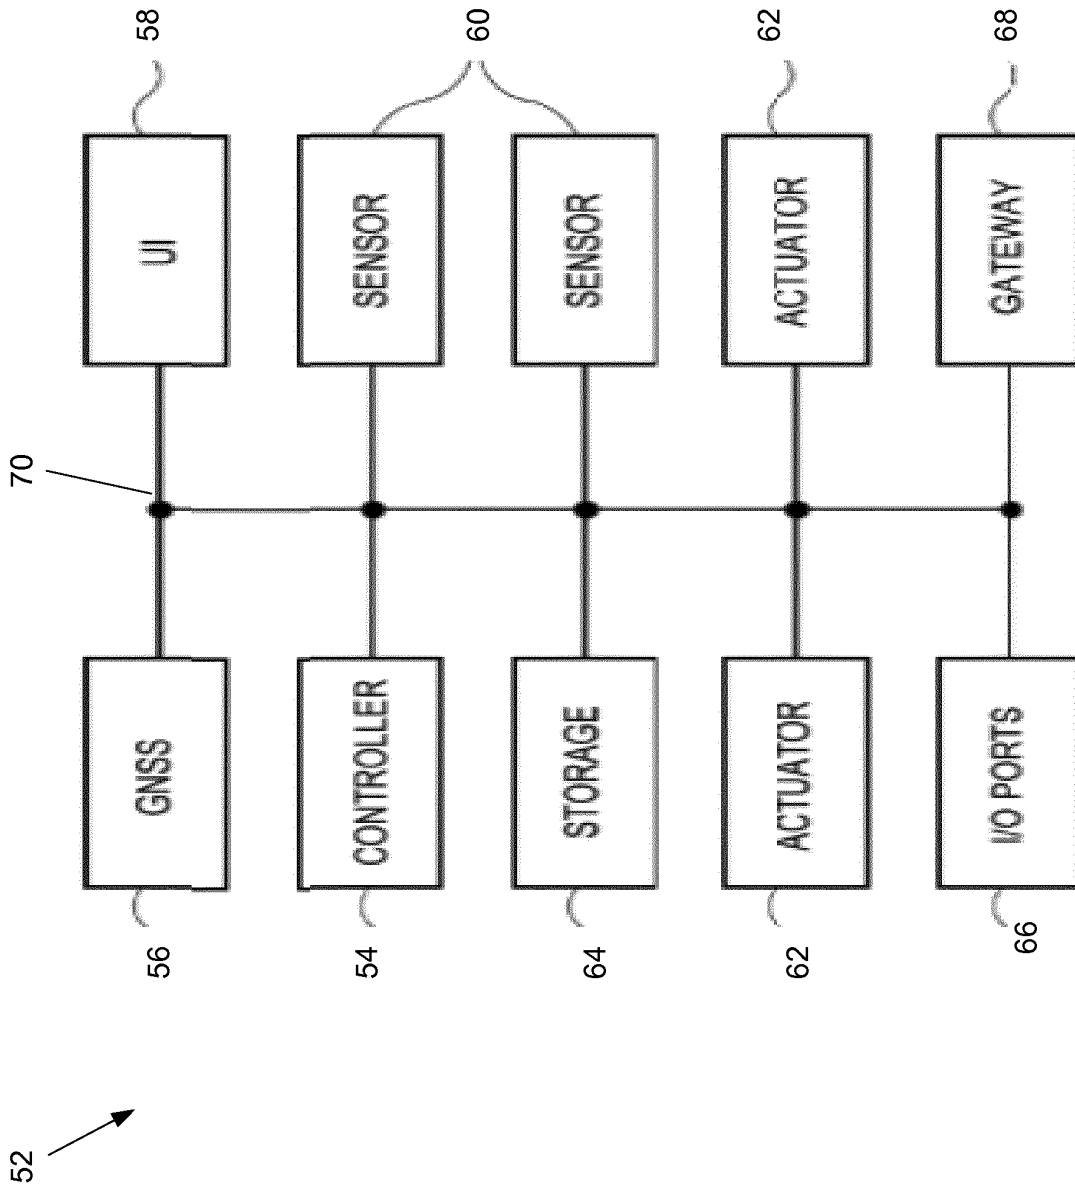 52
70
56
GNSS
UI
58
54
CONTROLLER
SENSOR
60
64
STORAGE
SENSOR
62
ACTUATOR
ACTUATOR
62
66
I/O PORTS
GATEWAY
68